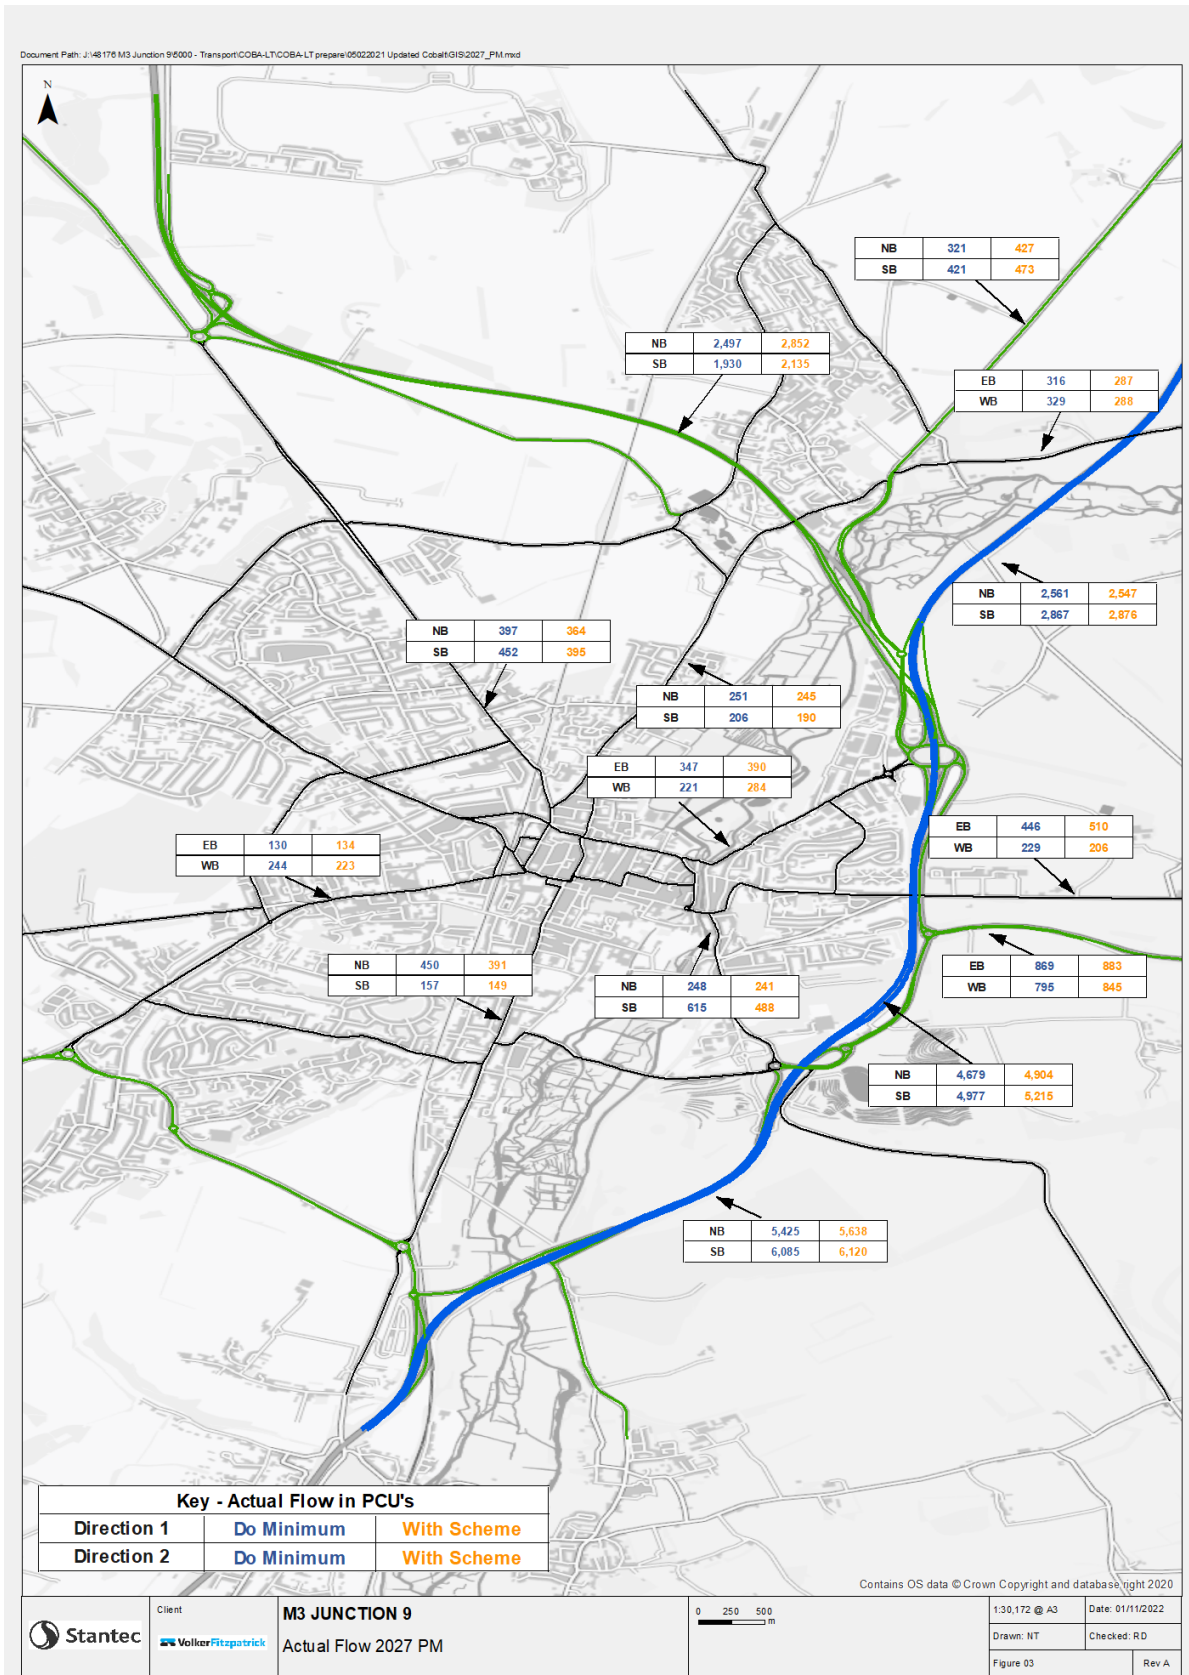 Document Path: J:\48176 M3 Junction 9\5000 - Transport\COBA-LT\COBA-LT prepare\05022021 Updated Cobalt\GIS\2027_PM.mxd
N
NB 321 427
SB 421 473
NB 2,497 2,852
SB 1,930 2,135
EB 316 287
WB 329 288
NB 2,561 2,547
SB 2,867 2,876
NB 397 364
SB 452 395
NB 251 245
SB 206 190
EB 347 390
WB 221 284
EB 446 510
WB 229 206
EB 130 134
WB 244 223
NB 450 391
SB 157 149
NB 248 241
SB 615 488
EB 869 883
WB 795 845
NB 4,679 4,904
SB 4,977 5,215
NB 5,425 5,638
SB 6,085 6,120
Key - Actual Flow in PCU's
Direction 1 Do Minimum With Scheme
Direction 2 Do Minimum With Scheme
Contains OS data © Crown Copyright and database right 2020
Stantec
Client
VolkerFitzpatrick
M3 JUNCTION 9
Actual Flow 2027 PM
0 250 500
m
1:30,172 @ A3
Date: 01/11/2022
Drawn: NT
Checked: RD
Figure 03
Rev A